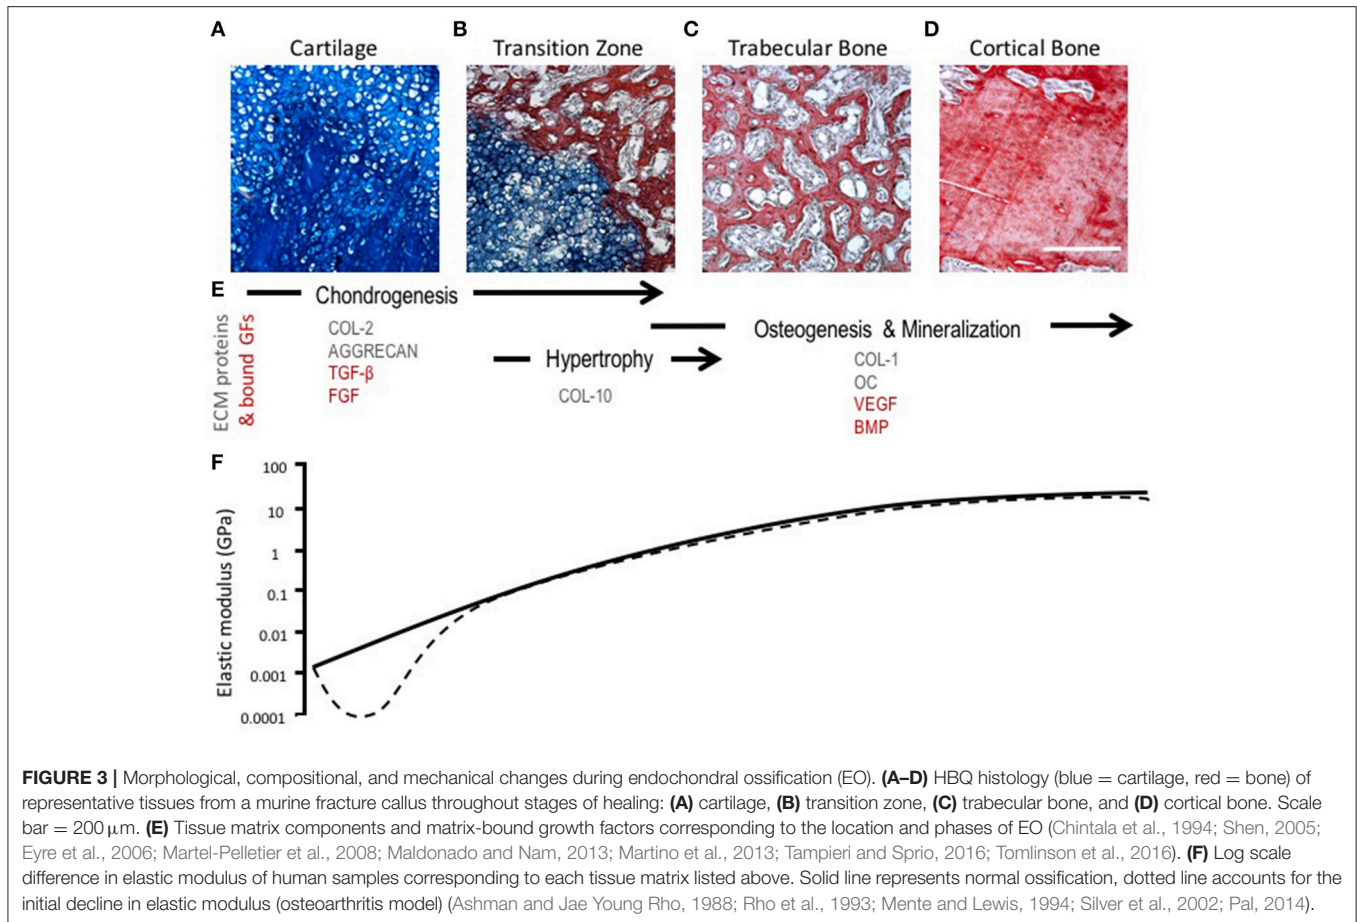 A
Cartilage
B
Transition Zone
C
Trabecular Bone
D
Cortical Bone
E
Chondrogenesis
ECM proteins
& bound GFs
COL-2
AGGRECAN
TGF-β
FGF
Hypertrophy
COL-10
Osteogenesis & Mineralization
COL-1
OC
VEGF
BMP
F
Elastic modulus (GPa)
100
10
1
0.1
0.01
0.001
0.0001
FIGURE 3 | Morphological, compositional, and mechanical changes during endochondral ossification (EO). (A–D) HBQ histology (blue = cartilage, red = bone) of
representative tissues from a murine fracture callus throughout stages of healing: (A) cartilage, (B) transition zone, (C) trabecular bone, and (D) cortical bone. Scale
bar = 200 μm. (E) Tissue matrix components and matrix-bound growth factors corresponding to the location and phases of EO (Chintala et al., 1994; Shen, 2005;
Eyre et al., 2006; Martel-Pelletier et al., 2008; Maldonado and Nam, 2013; Martino et al., 2013; Tampieri and Sprio, 2016; Tomlinson et al., 2016). (F) Log scale
difference in elastic modulus of human samples corresponding to each tissue matrix listed above. Solid line represents normal ossification, dotted line accounts for the
initial decline in elastic modulus (osteoarthritis model) (Ashman and Jae Young Rho, 1988; Rho et al., 1993; Mente and Lewis, 1994; Silver et al., 2002; Pal, 2014).